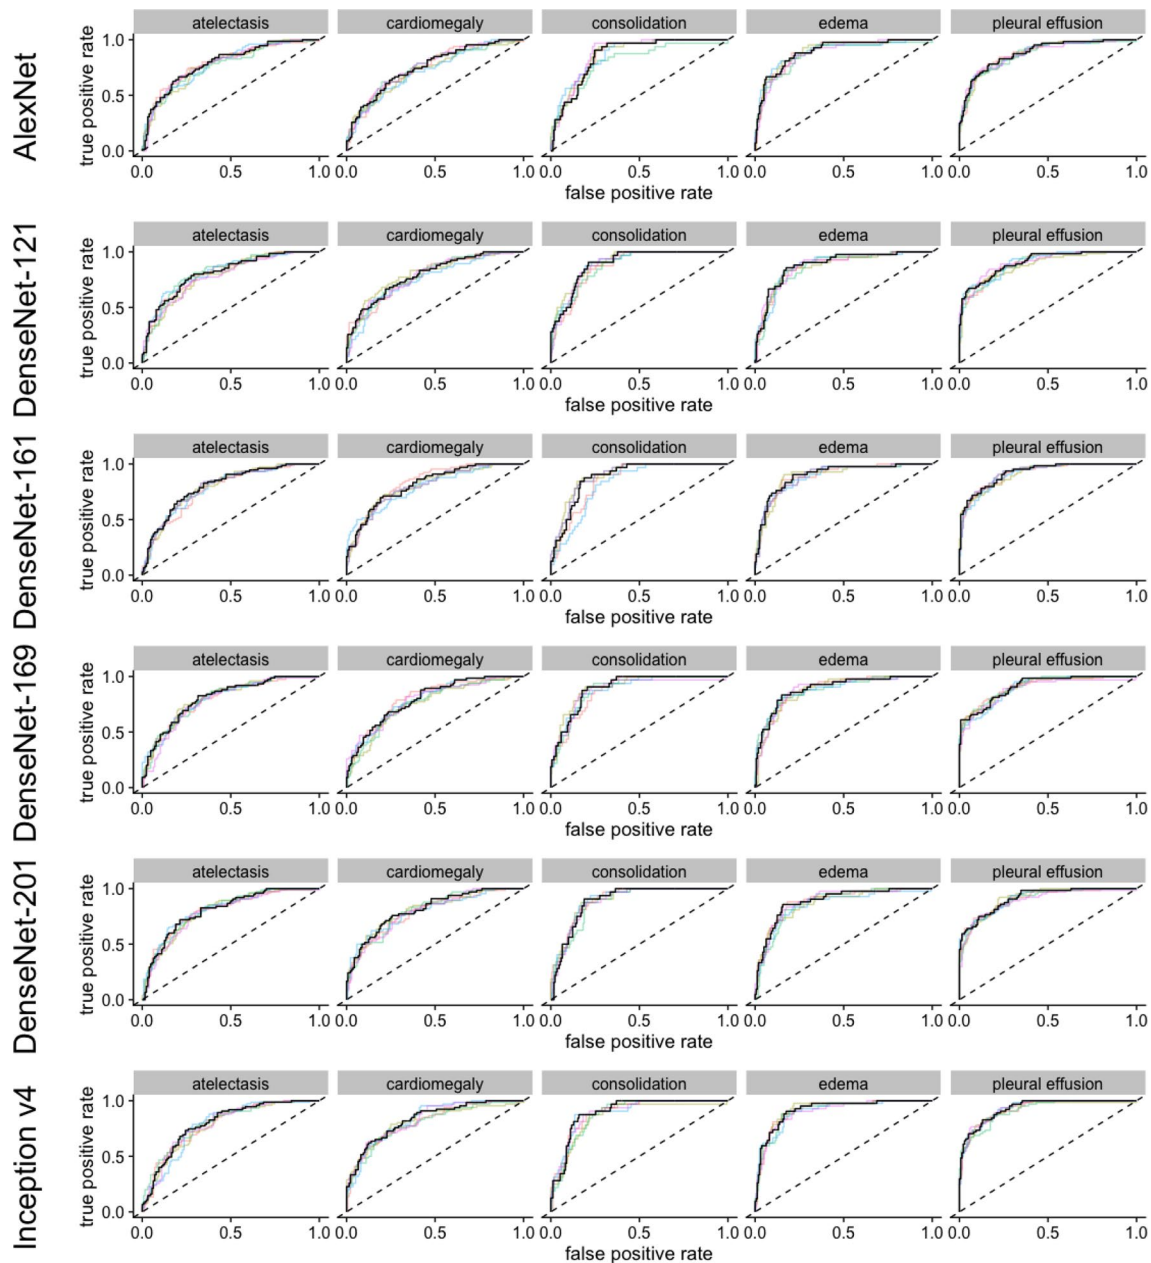 AlexNet
atelectasis cardiomegaly consolidation edema pleural effusion
true positive rate
1.0
0.5
0.0
0.0 0.5 1.0 0.0 0.5 1.0 0.0 0.5 1.0 0.0 0.5 1.0 0.0 0.5 1.0
false positive rate
DenseNet-121
atelectasis cardiomegaly consolidation edema pleural effusion
true positive rate
1.0
0.5
0.0
0.0 0.5 1.0 0.0 0.5 1.0 0.0 0.5 1.0 0.0 0.5 1.0 0.0 0.5 1.0
false positive rate
DenseNet-161
atelectasis cardiomegaly consolidation edema pleural effusion
true positive rate
1.0
0.5
0.0
0.0 0.5 1.0 0.0 0.5 1.0 0.0 0.5 1.0 0.0 0.5 1.0 0.0 0.5 1.0
false positive rate
DenseNet-169
atelectasis cardiomegaly consolidation edema pleural effusion
true positive rate
1.0
0.5
0.0
0.0 0.5 1.0 0.0 0.5 1.0 0.0 0.5 1.0 0.0 0.5 1.0 0.0 0.5 1.0
false positive rate
DenseNet-201
atelectasis cardiomegaly consolidation edema pleural effusion
true positive rate
1.0
0.5
0.0
0.0 0.5 1.0 0.0 0.5 1.0 0.0 0.5 1.0 0.0 0.5 1.0 0.0 0.5 1.0
false positive rate
Inception v4
atelectasis cardiomegaly consolidation edema pleural effusion
true positive rate
1.0
0.5
0.0
0.0 0.5 1.0 0.0 0.5 1.0 0.0 0.5 1.0 0.0 0.5 1.0 0.0 0.5 1.0
false positive rate